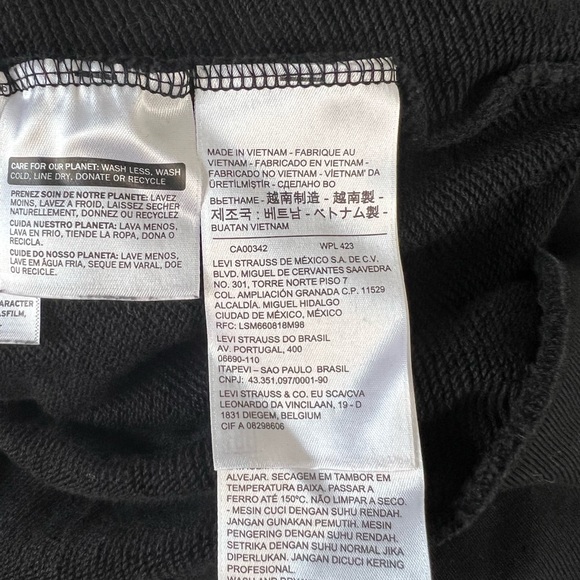 CARE FOR OUR PLANET: WASH LESS, WASH
COLD, LINE DRY, DONATE OR RECYCLE
PRENEZ SOIN DE NOTRE PLANETE: LAVEZ
MOINS, LAVEZ A FROID, LAISSEZ SECHER
NATURELLEMENT, DONNEZ OU RECYCLEZ
CUIDA NUESTRO PLANETA: LAVA MENOS,
LAVA EN FRIO, TIENDE LA ROPA, DONA O
RECICLA.
CUIDE DO NOSSO PLANETA: LAVE MENOS,
LAVE EM ÁGUA FRIA, SEQUE EM VARAL, DOE
OU RECICLE.
ARACTER
ASFILM,
MADE IN VIETNAM - FABRIQUE AU
VIETNAM - FABRICADO EN VIETNAM -
FABRICADO NO VIETNAM - VİETNAM' DA
ÜRETİLMİŞTİR - СДЕЛАНО ВО
ВЬЕТНАМЕ - 越南制造 - 越南製 -
제조국 : 베트남 - ベトナム製 -
BUATAN VIETNAM
CA00342 WPL 423
LEVI STRAUSS DE MÉXICO S.A. DE C.V.
BLVD. MIGUEL DE CERVANTES SAAVEDRA
NO. 301, TORRE NORTE PISO 7
COL. AMPLIACIÓN GRANADA C.P. 11529
ALCALDÍA. MIGUEL HIDALGO
CIUDAD DE MÉXICO, MÉXICO
RFC: LSM660818M98
LEVI STRAUSS DO BRASIL
AV. PORTUGAL, 400
06690-110
ITAPEVI – SAO PAULO BRASIL
CNPJ: 43.351.097/0001-90
LEVI STRAUSS & CO. EU SCA/CVA
LEONARDO DA VINCILAAN, 19 - D
1831 DIEGEM, BELGIUM
CIF A 08298606
ALVEJAR. SECAGEM EM TAMBOR EM
TEMPERATURA BAIXA. PASSAR A
FERRO ATÉ 150ºC. NÃO LIMPAR A SECO.
- MESIN CUCI DENGAN SUHU RENDAH.
JANGAN GUNAKAN PEMUTIH. MESIN
PENGERING DENGAN SUHU RENDAH.
SETRIKA DENGAN SUHU NORMAL JIKA
DIPERLUKAN. JANGAN DICUCI KERING
PROFESIONAL.